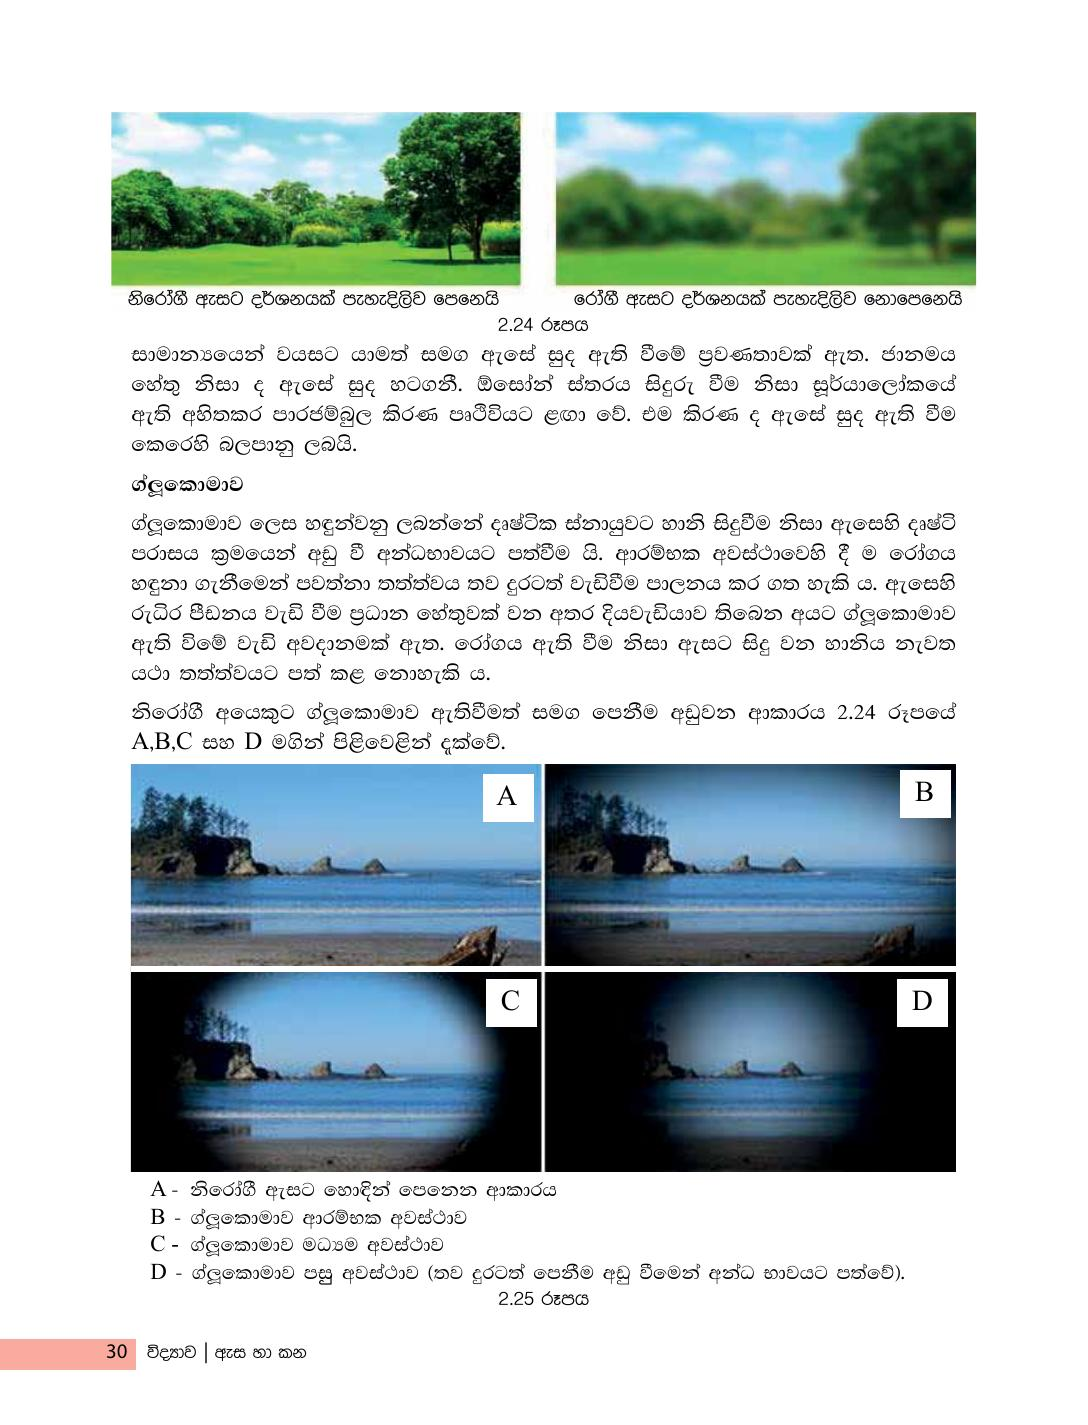 නිරෝගී ඇසට දර්ශනයක් පැහැදිලිව පෙනෙයි
රෝගී ඇසට දර්ශනයක් පැහැදිලිව නොපෙනෙයි
2.24 රූපය
සාමාන්‍යයෙන් වයසට යාමත් සමග ඇසේ සුද ඇති වීමේ ප්‍රවණතාවක් ඇත. ජානමය
හේතු නිසා ද ඇසේ සුද හටගනී. ඕසෝන් ස්තරය සිදුරු වීම නිසා සූර්යාලෝකයේ
ඇති අහිතකර පාරජම්බුල කිරණ පෘථිවියට ළඟා වේ. එම කිරණ ද ඇසේ සුද ඇති වීම
කෙරෙහි බලපානු ලබයි.
ග්ලූකොමාව
ග්ලූකොමාව ලෙස හඳුන්වනු ලබන්නේ දෘෂ්ටික ස්නායුවට හානි සිදුවීම නිසා ඇසෙහි දෘෂ්ටි
පරාසය ක්‍රමයෙන් අඩු වී අන්ධභාවයට පත්වීම යි. ආරම්භක අවස්ථාවෙහි දී ම රෝගය
හඳුනා ගැනීමෙන් පවත්නා තත්ත්වය තව දුරටත් වැඩිවීම පාලනය කර ගත හැකි ය. ඇසෙහි
රුධිර පීඩනය වැඩි වීම ප්‍රධාන හේතුවක් වන අතර දියවැඩියාව තිබෙන අයට ග්ලූකොමාව
ඇති විමේ වැඩි අවදානමක් ඇත. රෝගය ඇති වීම නිසා ඇසට සිදු වන හානිය නැවත
යථා තත්ත්වයට පත් කළ නොහැකි ය.
නිරෝගී අයෙකුට ග්ලූකොමාව ඇතිවීමත් සමග පෙනීම අඩුවන ආකාරය 2.24 රූපයේ
A,B,C සහ D මගින් පිළිවෙළින් දැක්වේ.
A
B
C
D
A - නිරෝගී ඇසට හොඳින් පෙනෙන ආකාරය
B - ග්ලූකොමාව ආරම්භක අවස්ථාව
C - ග්ලූකොමාව මධ්‍යම අවස්ථාව
D - ග්ලූකොමාව පසු අවස්ථාව (තව දුරටත් පෙනීම අඩු වීමෙන් අන්ධ භාවයට පත්වේ).
2.25 රූපය
30 විද්‍යාව | ඇස හා කන